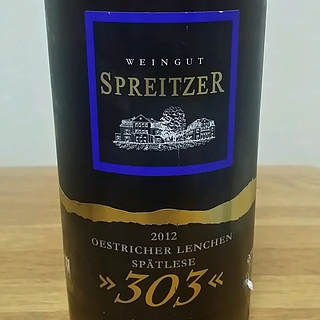 WEINGUT
SPREITZER
2012
OESTRICHER LENCHEN
SPÄTLESE
»303«